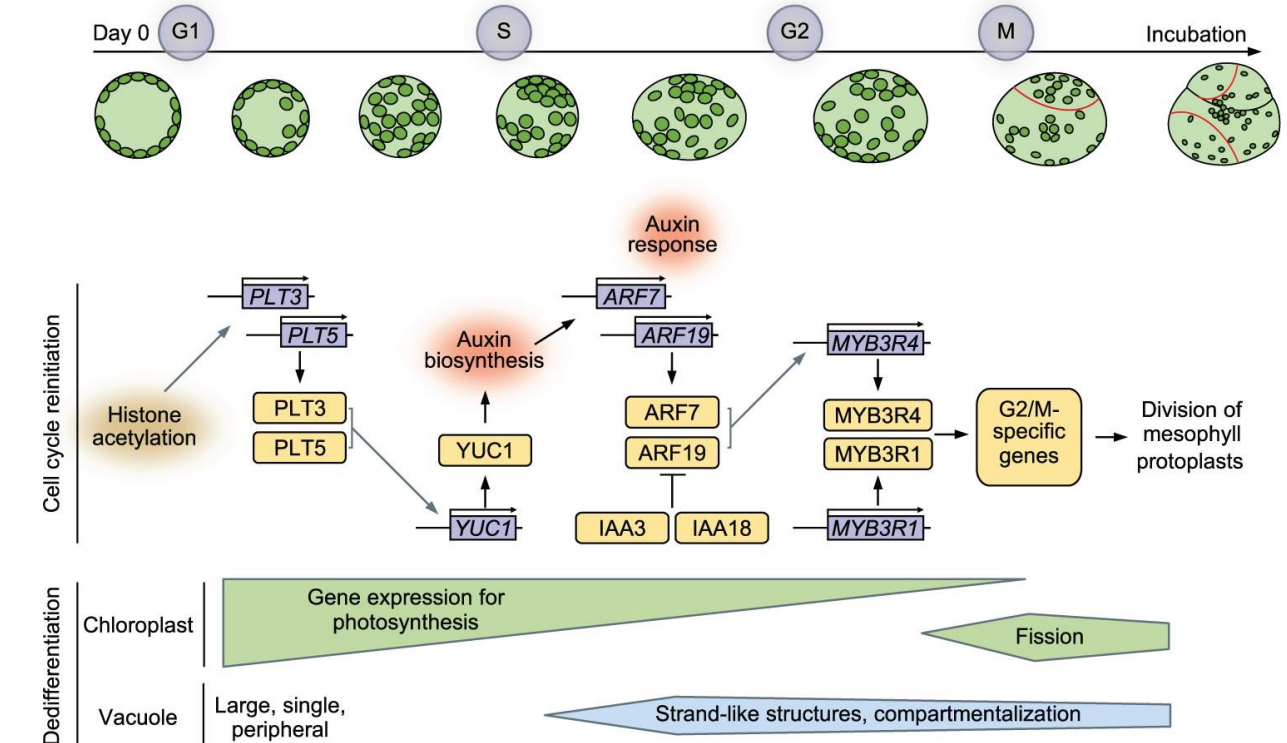 Day 0
G1
S
G2
M
Incubation
Cell cycle reinitiation
Histone
acetylation
PLT3
PLT5
PLT3
PLT5
Auxin
biosynthesis
YUC1
YUC1
Auxin
response
ARF7
ARF19
ARF7
ARF19
IAA3
IAA18
MYB3R4
MYB3R4
MYB3R1
MYB3R1
G2/M-
specific
genes
Division of
mesophyll
protoplasts
Dedifferentiation
Chloroplast
Gene expression for
photosynthesis
Fission
Vacuole
Large, single,
peripheral
Strand-like structures, compartmentalization